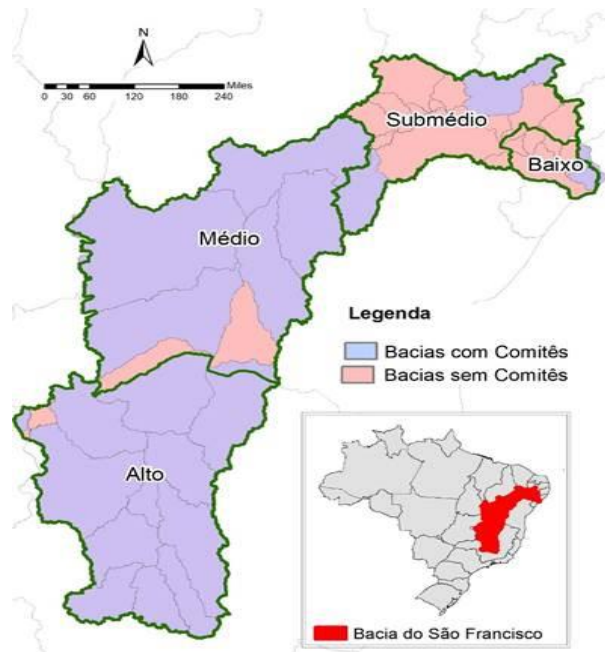 N
Miles
0 30 60 120 180 240
Submédio
Baixo
Médio
Legenda
Bacias com Comitês
Bacias sem Comitês
Alto
Bacia do São Francisco